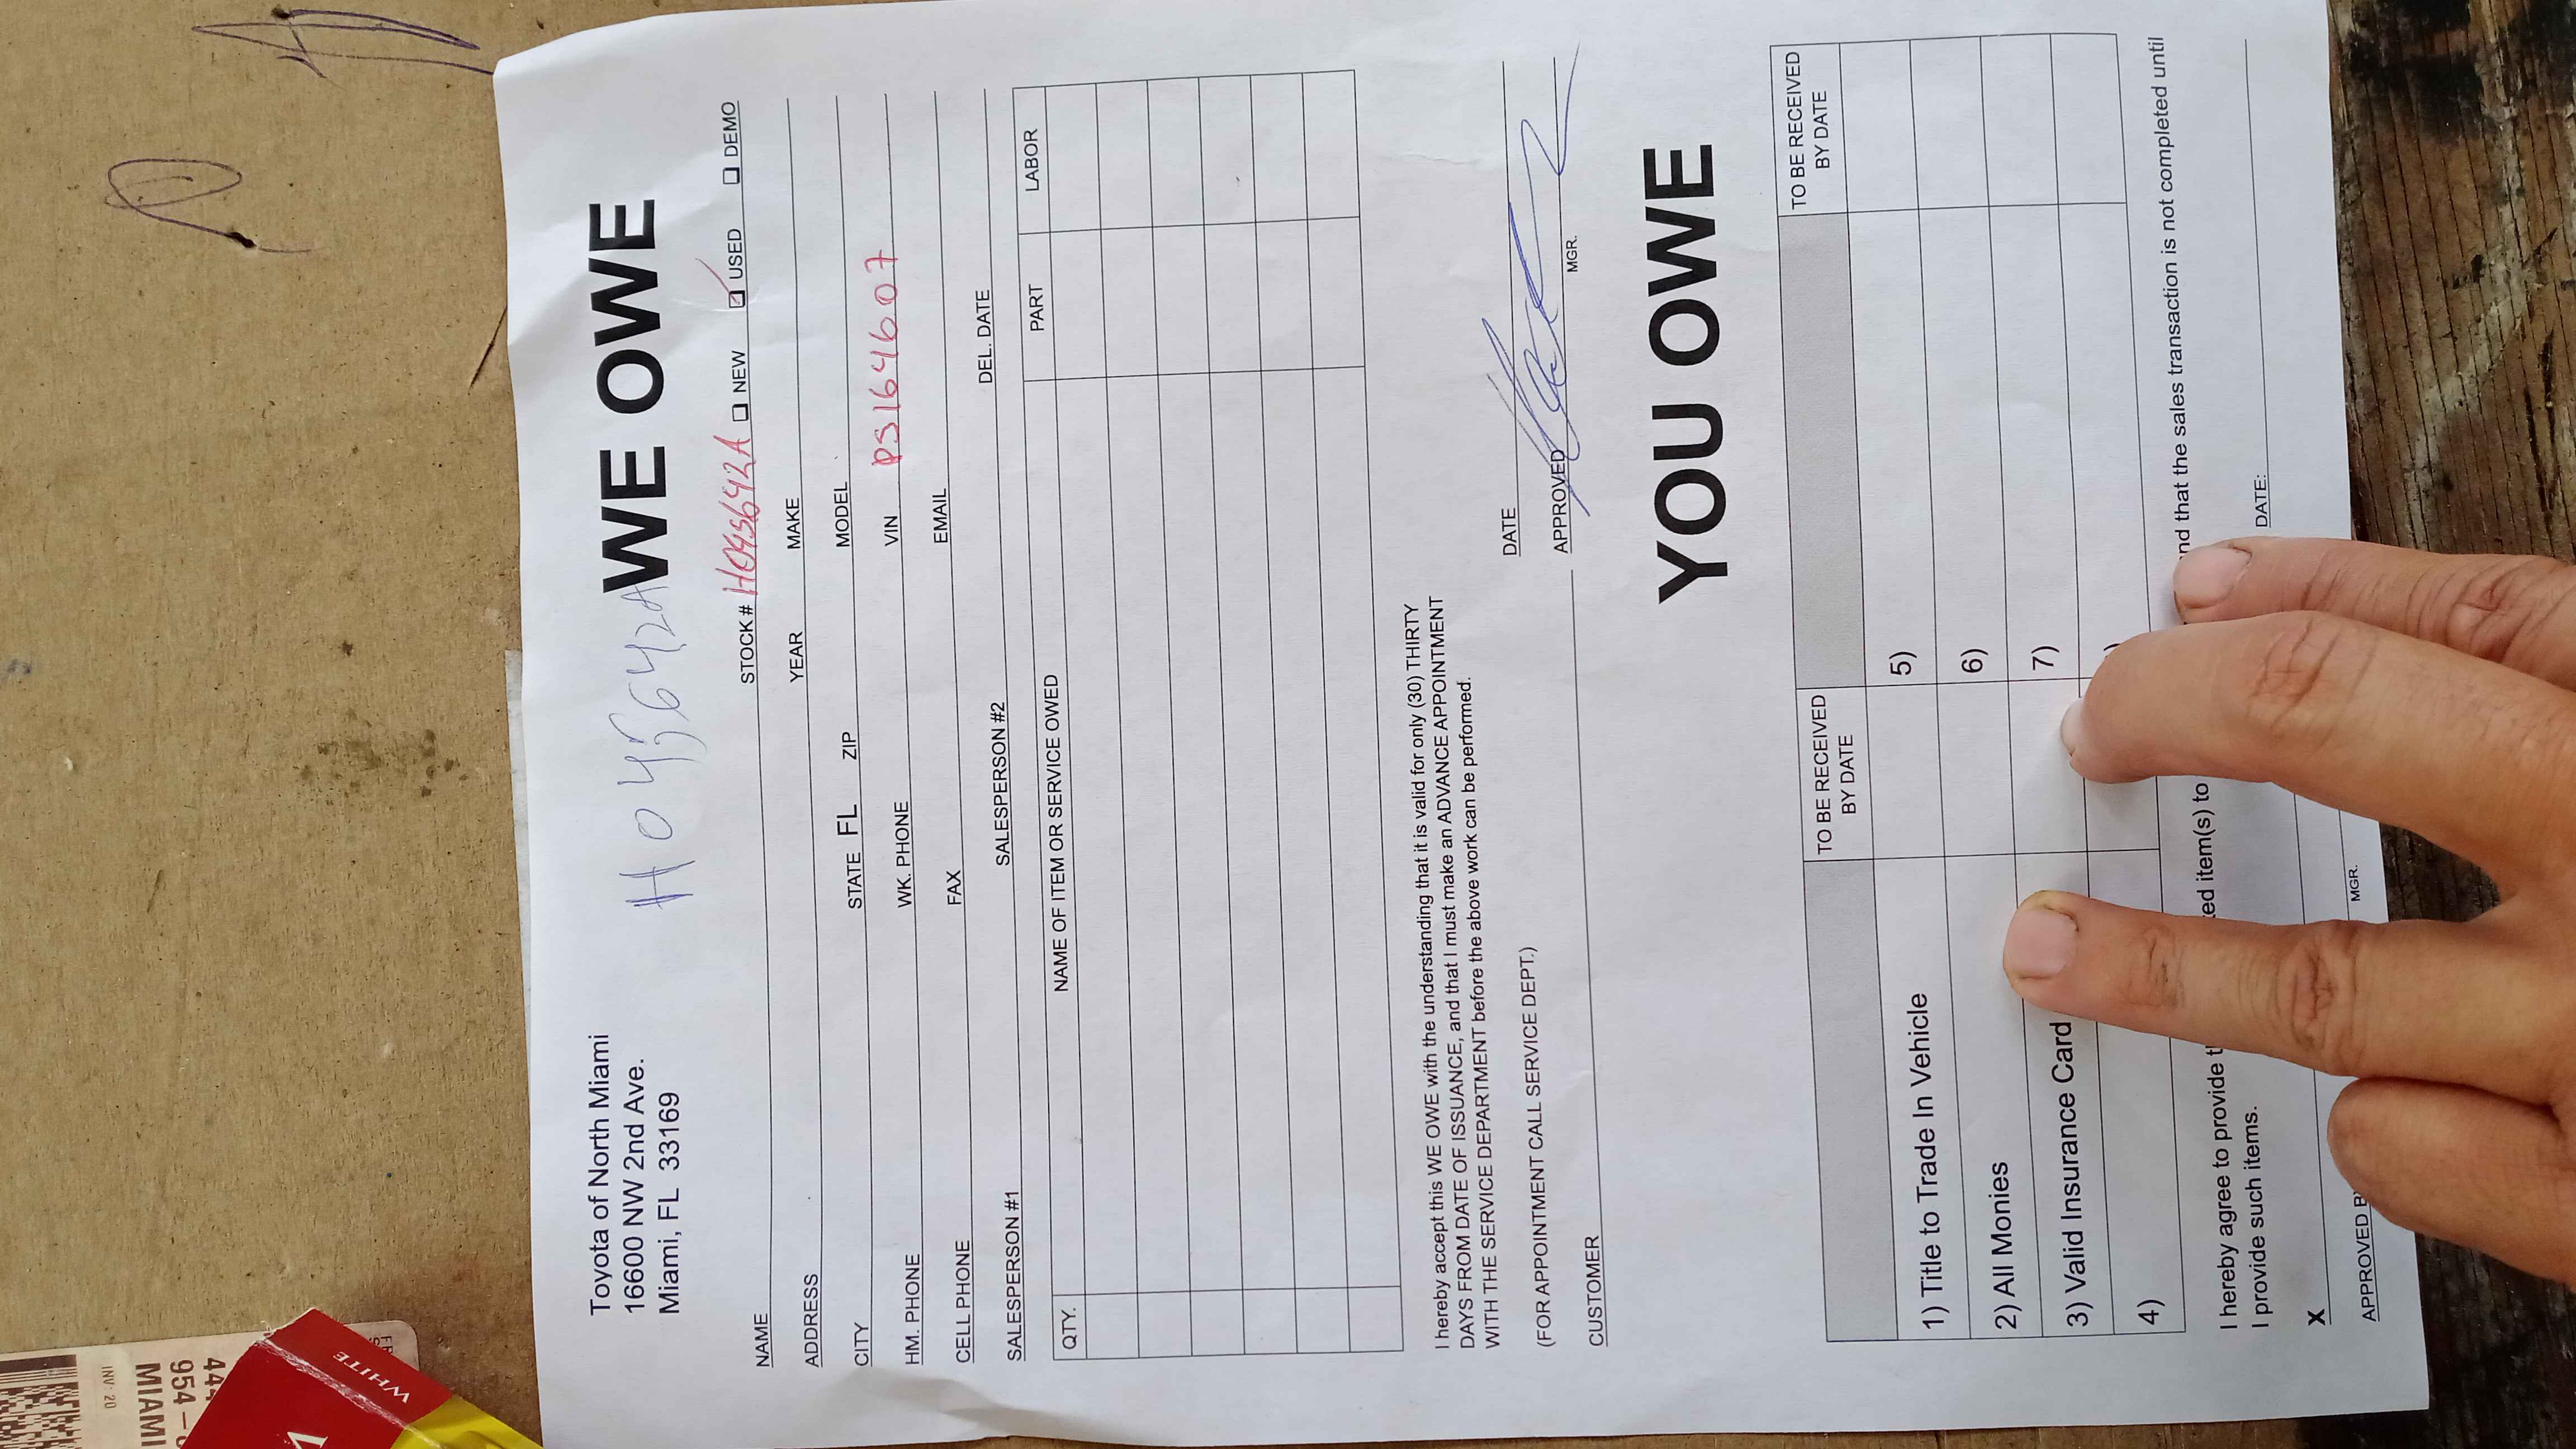 Toyota of North Miami
16600 NW 2nd Ave.
Miami, FL 33169
H045642A
WE OWE
STOCK # H045642A NEW USED DEMO
NAME YEAR MAKE
ADDRESS MODEL
CITY STATE FL ZIP VIN PS164607
HM. PHONE WK. PHONE EMAIL
CELL PHONE FAX DEL. DATE
SALESPERSON #1 SALESPERSON #2
QTY. NAME OF ITEM OR SERVICE OWED PART LABOR
I hereby accept this WE OWE with the understanding that it is valid for only (30) THIRTY
DAYS FROM DATE OF ISSUANCE, and that I must make an ADVANCE APPOINTMENT
WITH THE SERVICE DEPARTMENT before the above work can be performed.
DATE
(FOR APPOINTMENT CALL SERVICE DEPT.)
APPROVED
CUSTOMER MGR.
YOU OWE
TO BE RECEIVED BY DATE TO BE RECEIVED BY DATE
1) Title to Trade In Vehicle 5)
2) All Monies 6)
3) Valid Insurance Card 7)
4)
I hereby agree to provide item(s) to that the sales transaction is not completed until
I provide such items.
X DATE:
APPROVED MGR.
954
MIAMI
INV: 20
WHITE